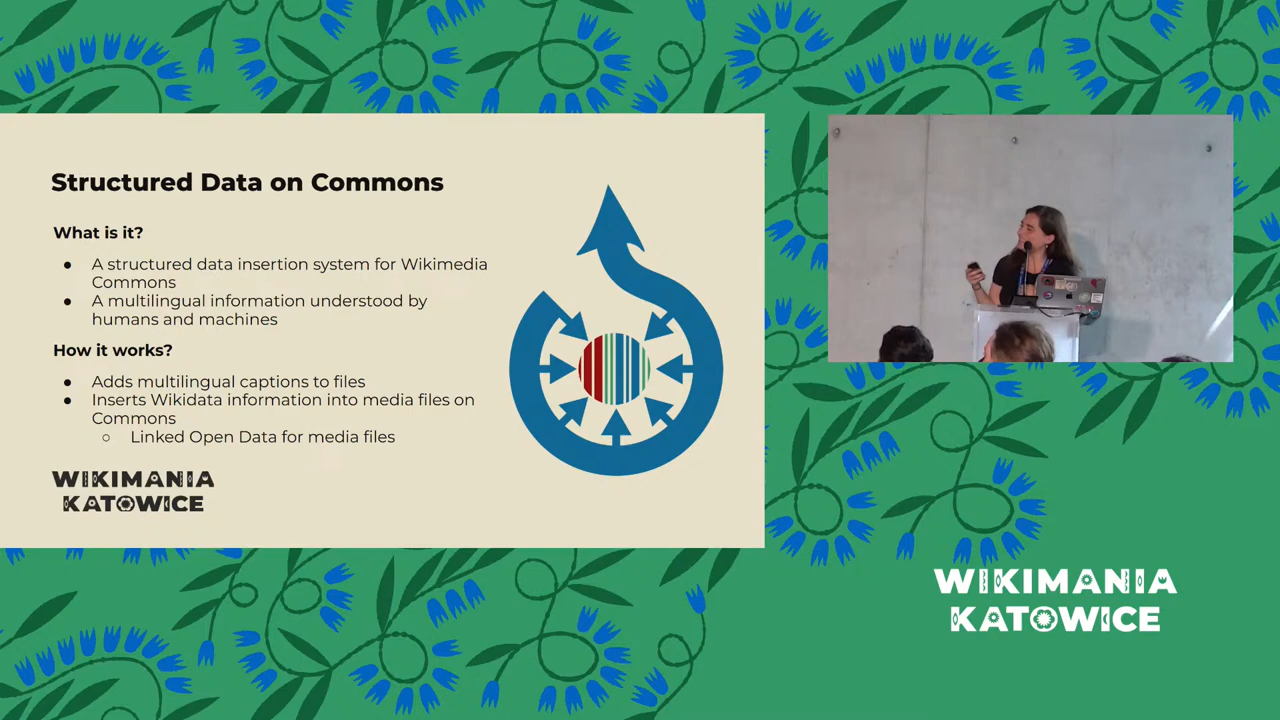 Structured Data on Commons
What is it?
● A structured data insertion system for Wikimedia
Commons
● A multilingual information understood by
humans and machines
How it works?
● Adds multilingual captions to files
● Inserts Wikidata information into media files on
Commons
○ Linked Open Data for media files
WIKIMANIA
KATOWICE
WIKIMANIA
KATOWICE